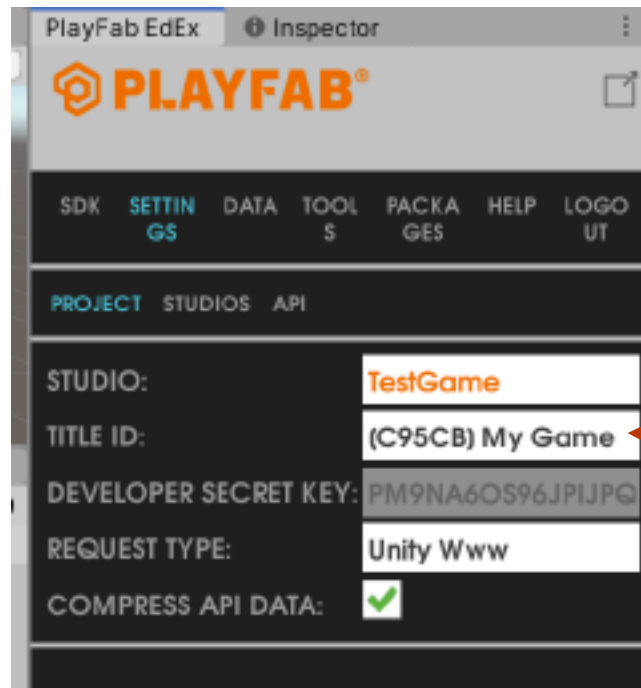 PlayFab EdEx Inspector
PLAYFAB®
SDK SETTIN DATA TOOL PACKA HELP LOGO
GS S GES UT
PROJECT STUDIOS API
STUDIO: TestGame
TITLE ID: (C95CB) My Game
DEVELOPER SECRET KEY: PM9NA6OS96JPIJPQ
REQUEST TYPE: Unity Www
COMPRESS API DATA: